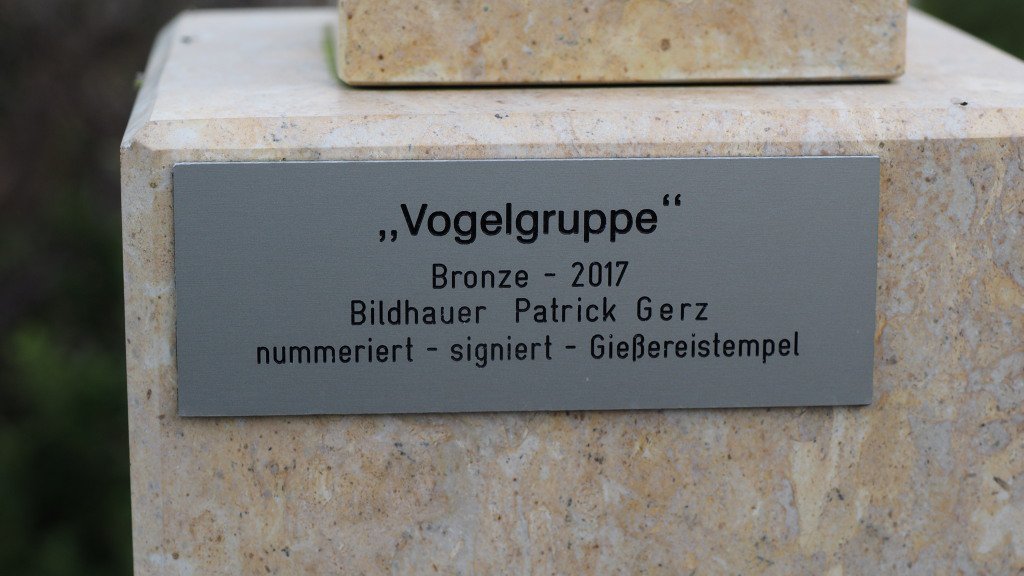 „Vogelgruppe“
Bronze - 2017
Bildhauer Patrick Gerz
nummeriert - signiert - Gießereistempel